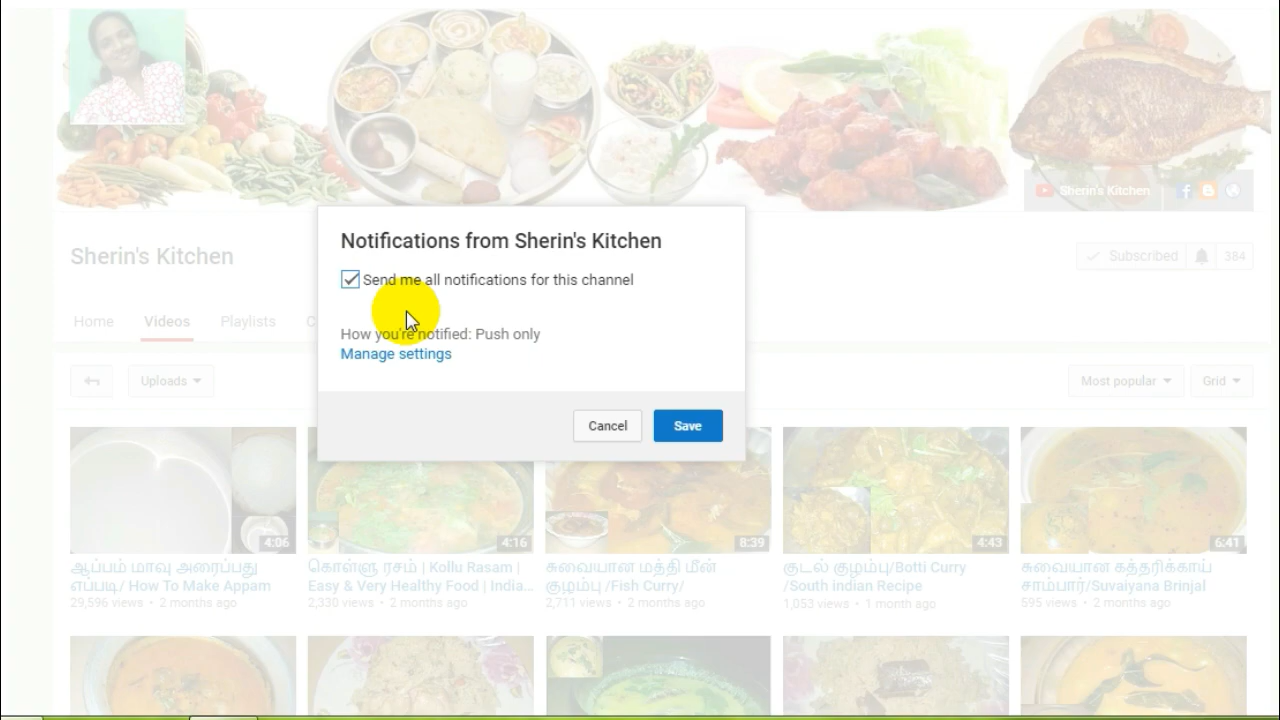 Sherin's Kitchen
Notifications from Sherin's Kitchen
Sherin's Kitchen
Subscribed 384
Send me all notifications for this channel
Home Videos Playlists C
How you're notified: Push only
Manage settings
Uploads Most popular Grid
Cancel Save
4:06 4:16 8:39 4:43 6:41
ஆப்பம் மாவு அரைப்பது
எப்படி/ How To Make Appam
29,596 views • 2 months ago
கொள்ளு ரசம் | Kollu Rasam |
Easy & Very Healthy Food | India...
2,330 views • 2 months ago
சுவையான மத்தி மீன்
குழம்பு /Fish Curry/
2,711 views • 2 months ago
குடல் குழம்பு/Botti Curry
/South indian Recipe
1,053 views • 1 month ago
சுவையான கத்தரிக்காய்
சாம்பார்/Suvaiyana Brinjal
595 views • 2 months ago